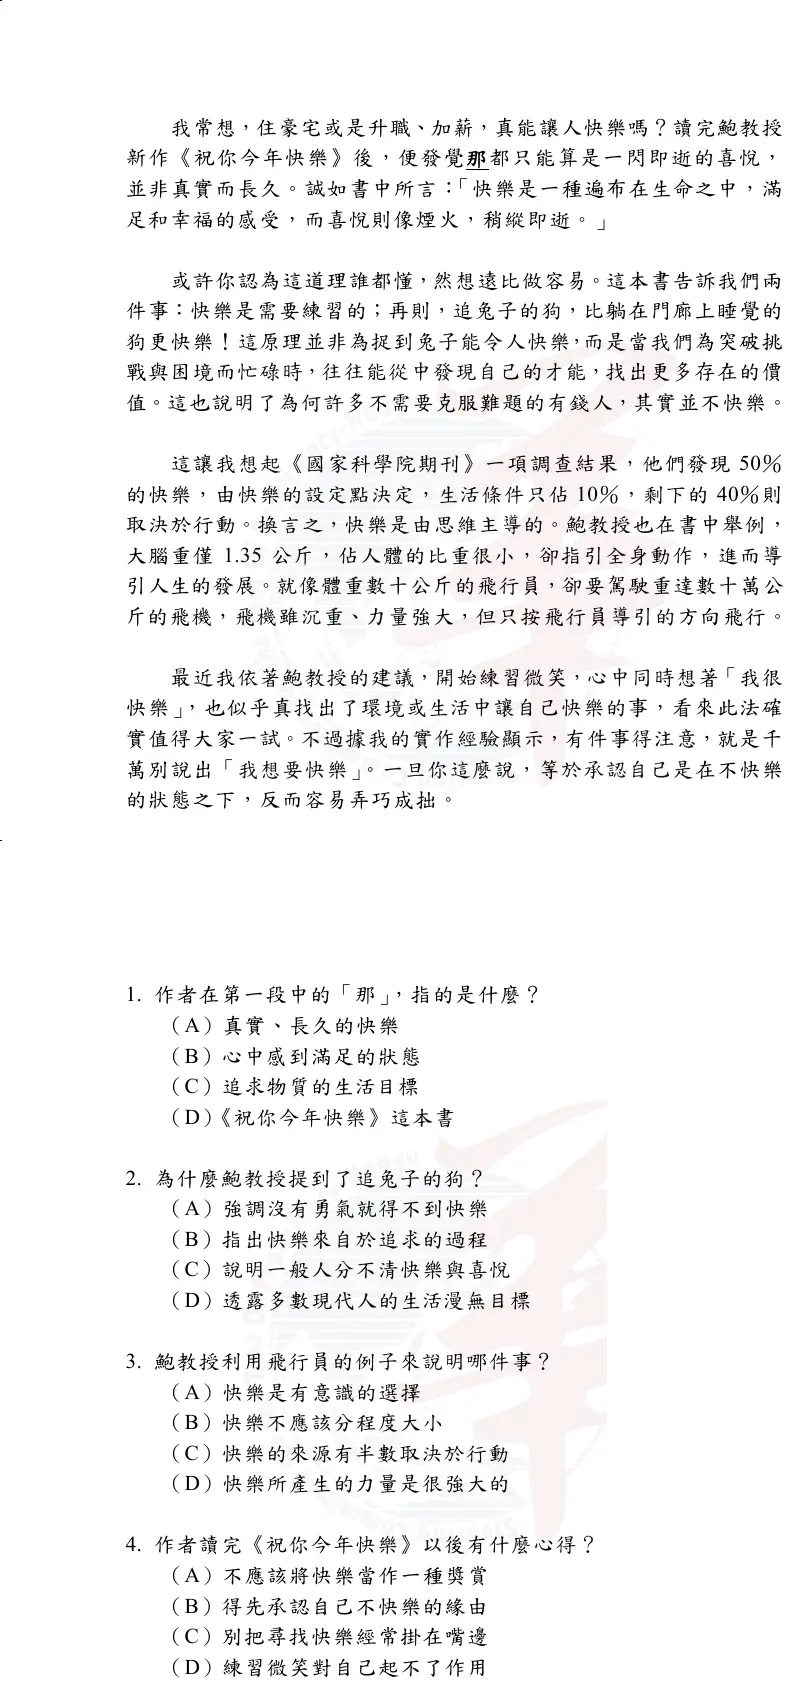 我常想，住豪宅或是升職、加薪，真能讓人快樂嗎？讀完鮑教授
新作《祝你今年快樂》後，便發覺那都只能算是一閃即逝的喜悅，
並非真實而長久。誠如書中所言：「快樂是一種遍布在生命之中，滿
足和幸福的感受，而喜悅則像煙火，稍縱即逝。」
或許你認為這道理誰都懂，然想遠比做容易。這本書告訴我們兩
件事：快樂是需要練習的；再則，追兔子的狗，比躺在門廊上睡覺的
狗更快樂！這原理並非為捉到兔子能令人快樂，而是當我們為突破挑
戰與困境而忙碌時，往往能從中發現自己的才能，找出更多存在的價
值。這也說明了為何許多不需要克服難題的有錢人，其實並不快樂。
這讓我想起《國家科學院期刊》一項調查結果，他們發現 50％
的快樂，由快樂的設定點決定，生活條件只佔 10％，剩下的 40％則
取決於行動。換言之，快樂是由思維主導的。鮑教授也在書中舉例，
大腦重僅 1.35 公斤，佔人體的比重很小，卻指引全身動作，進而導
引人生的發展。就像體重數十公斤的飛行員，卻要駕駛重達數十萬公
斤的飛機，飛機雖沉重、力量強大，但只按飛行員導引的方向飛行。
最近我依著鮑教授的建議，開始練習微笑，心中同時想著「我很
快樂」，也似乎真找出了環境或生活中讓自己快樂的事，看來此法確
實值得大家一試。不過據我的實作經驗顯示，有件事得注意，就是千
萬別說出「我想要快樂」。一旦你這麼說，等於承認自己是在不快樂
的狀態之下，反而容易弄巧成拙。
1. 作者在第一段中的「那」，指的是什麼？
（A）真實、長久的快樂
（B）心中感到滿足的狀態
（C）追求物質的生活目標
（D）《祝你今年快樂》這本書
2. 為什麼鮑教授提到了追兔子的狗？
（A）強調沒有勇氣就得不到快樂
（B）指出快樂來自於追求的過程
（C）說明一般人分不清快樂與喜悅
（D）透露多數現代人的生活漫無目標
3. 鮑教授利用飛行員的例子來說明哪件事？
（A）快樂是有意識的選擇
（B）快樂不應該分程度大小
（C）快樂的來源有半數取決於行動
（D）快樂所產生的力量是很強大的
4. 作者讀完《祝你今年快樂》以後有什麼心得？
（A）不應該將快樂當作一種獎賞
（B）得先承認自己不快樂的緣由
（C）別把尋找快樂經常掛在嘴邊
（D）練習微笑對自己起不了作用